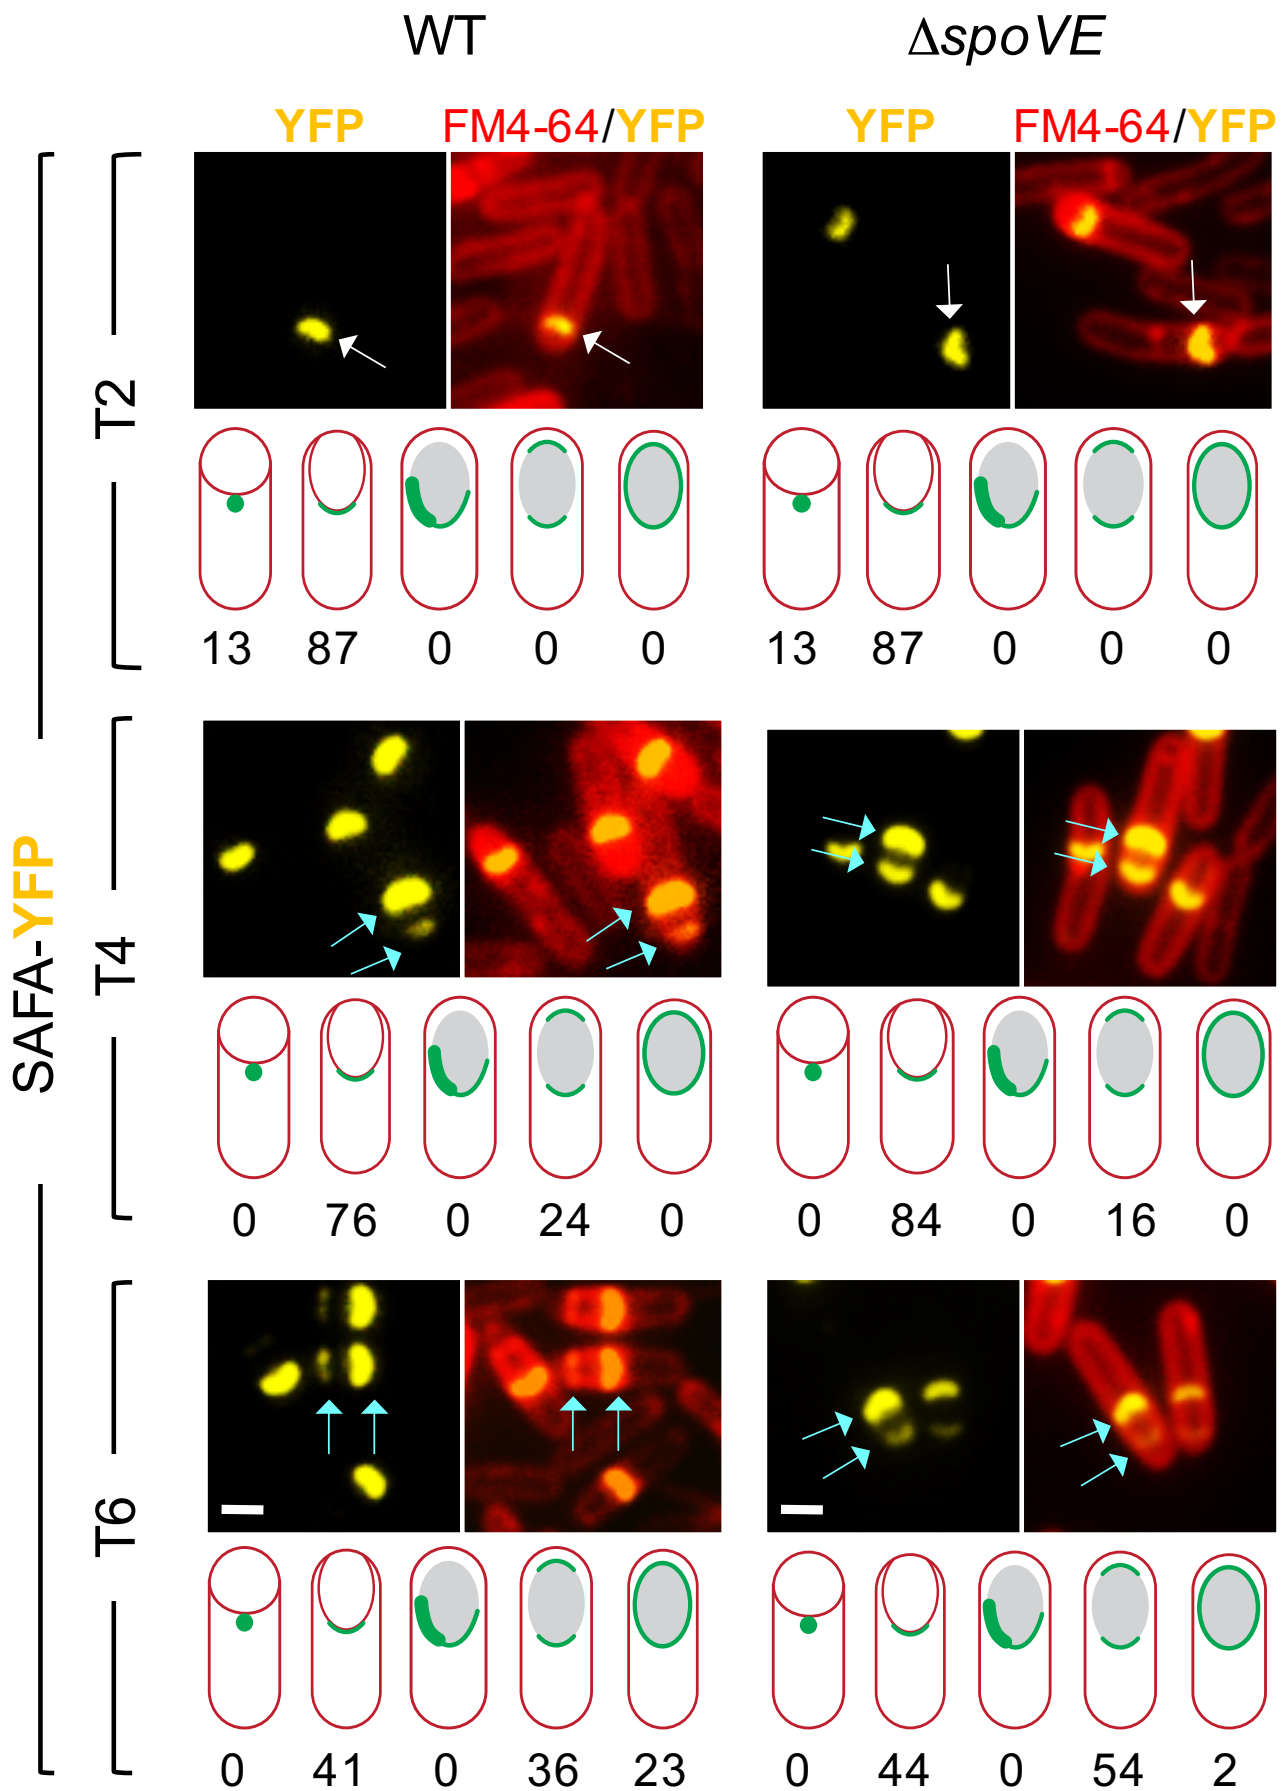 WT ΔspoVE
YFP FM4-64/YFP YFP FM4-64/YFP
SAFA-YFP
T2
13 87 0 0 0 13 87 0 0 0
T4
0 76 0 24 0 0 84 0 16 0
T6
0 41 0 36 23 0 44 0 54 2